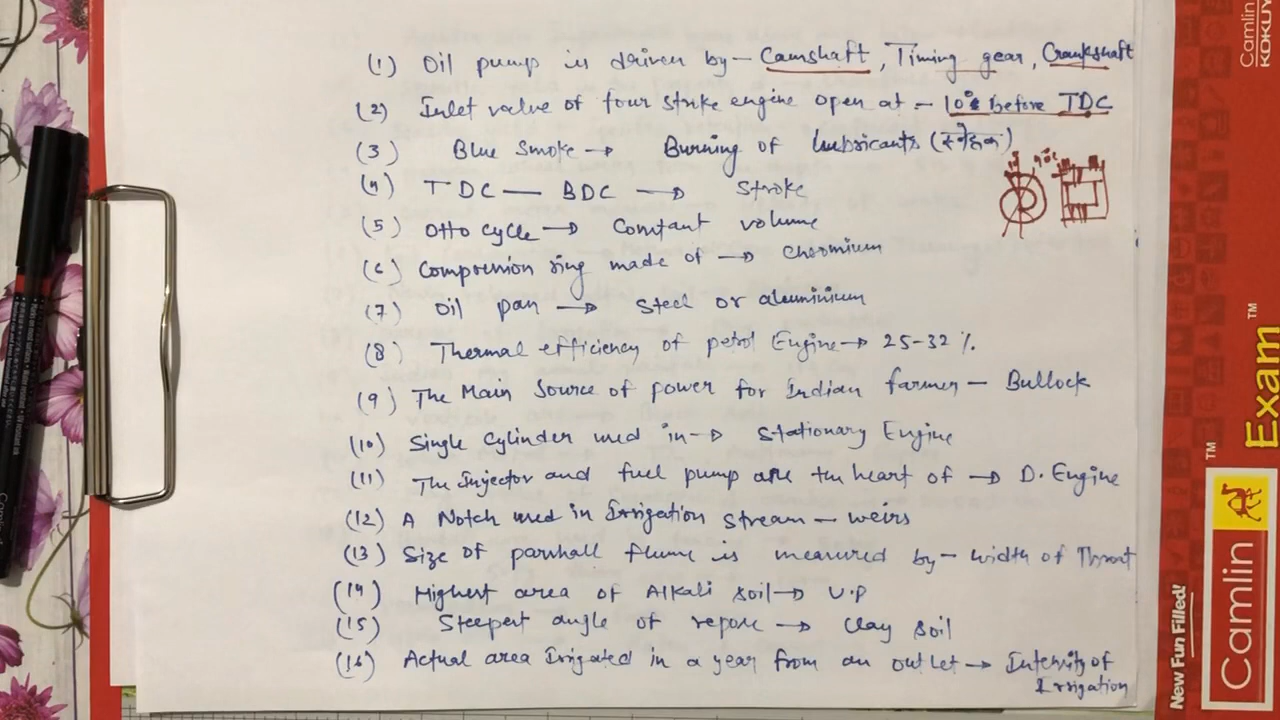 (1) Oil pump is driven by - Camshaft, Timing gear, Crankshaft
(2) Inlet valve of four stroke engine open at - 10° before TDC
(3) Blue Smoke → Burning of lubricants (स्नेहक)
(4) TDC — BDC → Stroke
(5) Otto cycle → Constant volume
(6) Compression ring made of → chromium
(7) Oil pan → Steel or aluminium
(8) Thermal efficiency of petrol Engine → 25-32 %.
(9) The Main Source of power for Indian farmer - Bullock
(10) Single Cylinder used in → Stationary Engine
(11) The Injector and fuel pump are the heart of → D. Engine
(12) A Notch used in Irrigation Stream - weirs
(13) Size of parshall flume is measured by - width of Throat
(14) Highest area of Alkali soil → U.P
(15) Steepest angle of repose → Clay soil
(16) Actual area Irrigated in a year from an outlet → Intensity of
Irrigation
Camlin
KOKUYO
Exam™
New Fun Filled!
Camlin™